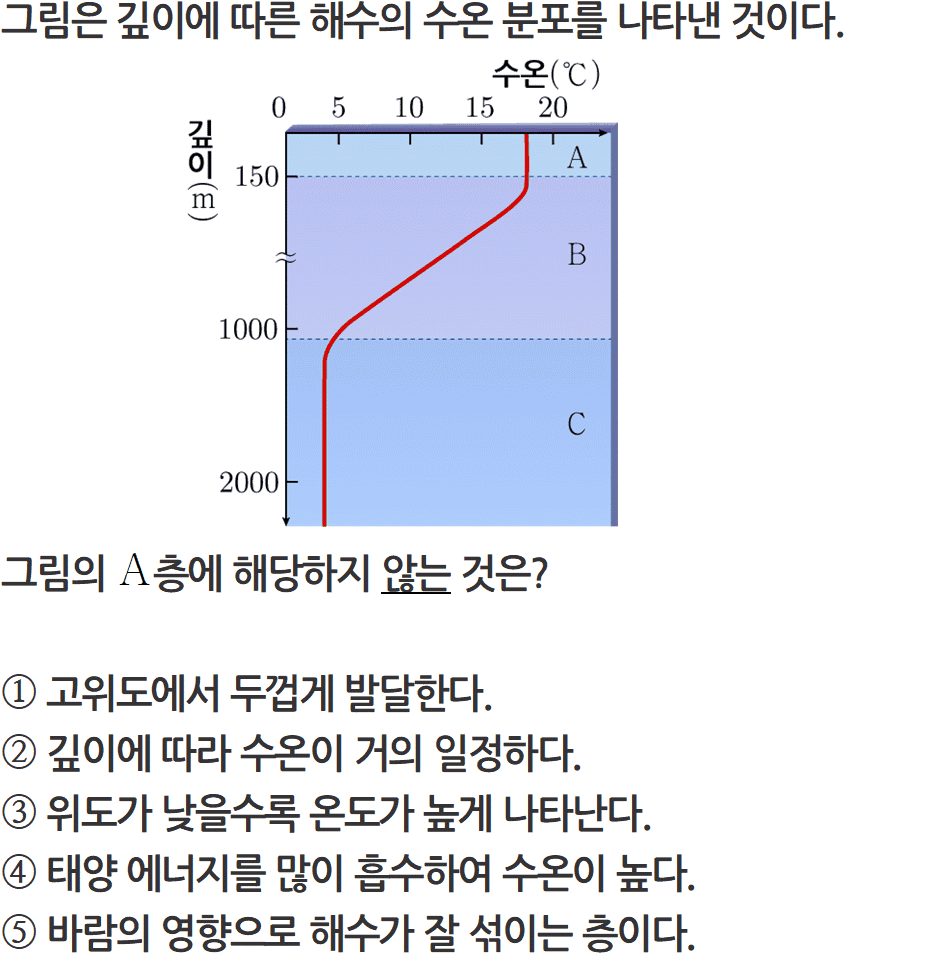 그림은 깊이에 따른 해수의 수온 분포를 나타낸 것이다.
수온(℃)
0 5 10 15 20
깊이(m)
A
150
B
1000
C
2000
그림의 A층에 해당하지 않는 것은?
① 고위도에서 두껍게 발달한다.
② 깊이에 따라 수온이 거의 일정하다.
③ 위도가 낮을수록 온도가 높게 나타난다.
④ 태양 에너지를 많이 흡수하여 수온이 높다.
⑤ 바람의 영향으로 해수가 잘 섞이는 층이다.